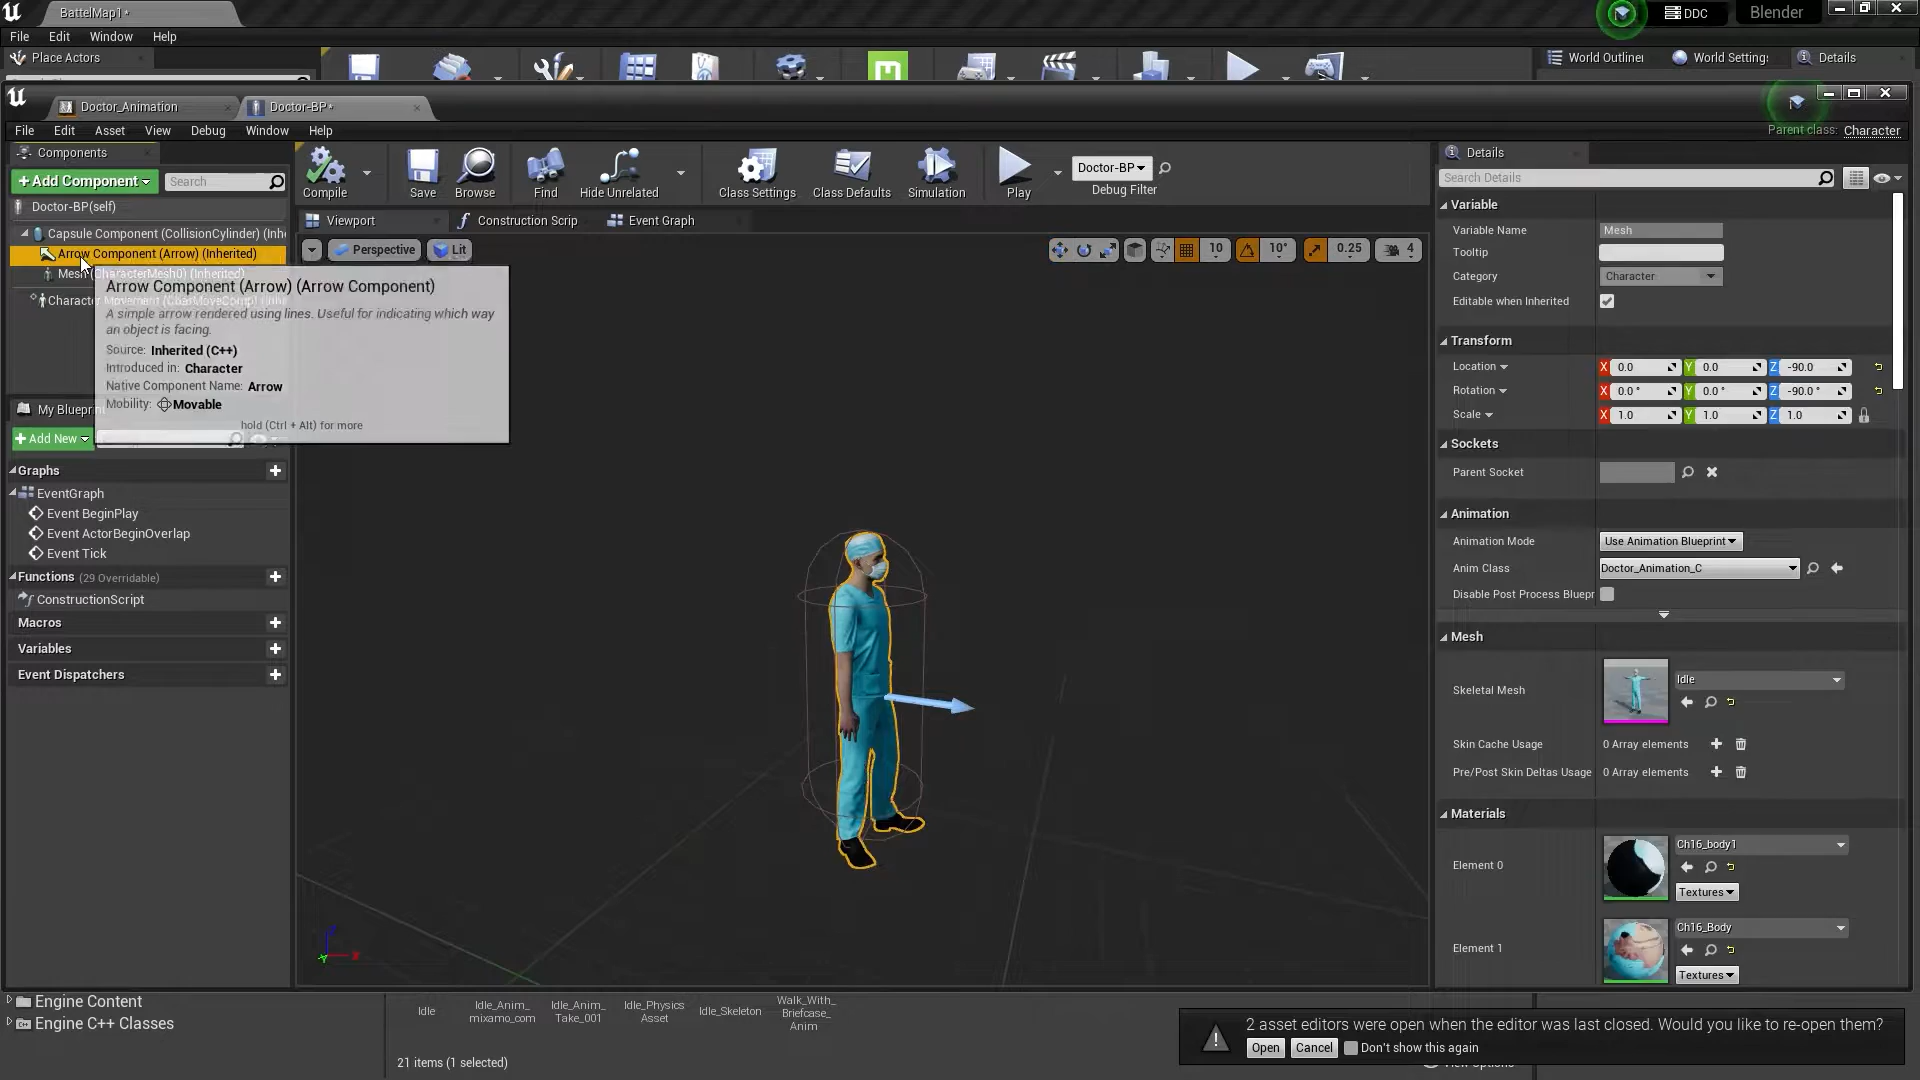 BattelMap1*
DDC
Blender
File Edit Window Help
Place Actors
World Outliner
World Settings
Details
Doctor_Animation
Doctor-BP*
File Edit Asset View Debug Window Help
Parent class: Character
Components
+Add Component
Search
Doctor-BP(self)
Capsule Component (CollisionCylinder) (Inhe
Arrow Component (Arrow) (Inherited)
Mesh (CharacterMesh0) (Inherited)
Character Movement (CharMoveComp) (Inhe
Arrow Component (Arrow) (Arrow Component)
A simple arrow rendered using lines. Useful for indicating which way
an object is facing.
Source: Inherited (C++)
Introduced in: Character
Native Component Name: Arrow
Mobility: Movable
hold (Ctrl + Alt) for more
My Blueprin
+Add New
Graphs
EventGraph
Event BeginPlay
Event ActorBeginOverlap
Event Tick
Functions (29 Overridable)
ConstructionScript
Macros
Variables
Event Dispatchers
Compile
Save
Browse
Find
Hide Unrelated
Class Settings
Class Defaults
Simulation
Play
Doctor-BP
Debug Filter
Viewport
Construction Scrip
Event Graph
Perspective
Lit
10
10°
0.25
4
Details
Search Details
Variable
Variable Name Mesh
Tooltip
Category Character
Editable when Inherited
Transform
Location X 0.0 Y 0.0 Z -90.0
Rotation X 0.0° Y 0.0° Z -90.0°
Scale X 1.0 Y 1.0 Z 1.0
Sockets
Parent Socket
Animation
Animation Mode Use Animation Blueprint
Anim Class Doctor_Animation_C
Disable Post Process Bluepr
Mesh
Skeletal Mesh Idle
Skin Cache Usage 0 Array elements
Pre/Post Skin Deltas Usage 0 Array elements
Materials
Element 0 Ch16_body1
Textures
Element 1 Ch16_Body
Textures
Engine Content
Engine C++ Classes
Idle
Idle_Anim_
mixamo_com
Idle_Anim_
Take_001
Idle_Physics
Asset
Idle_Skeleton
Walk_With_
Briefcase_
Anim
21 items (1 selected)
2 asset editors were open when the editor was last closed. Would you like to re-open them?
Open Cancel Don't show this again
View Options